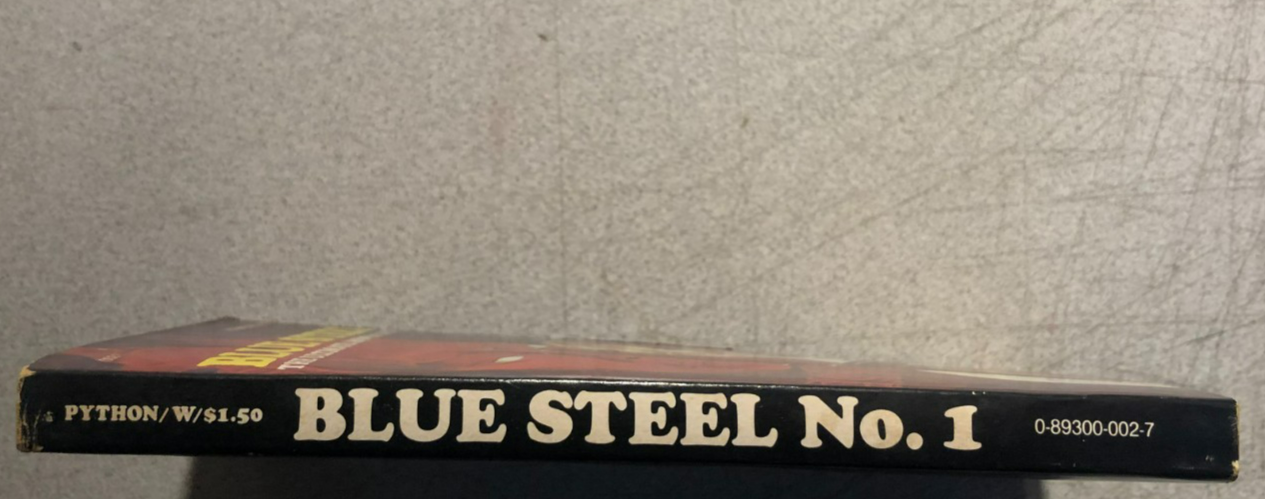 PYTHON/W/$1.50 BLUE STEEL No. 1 0-89300-002-7